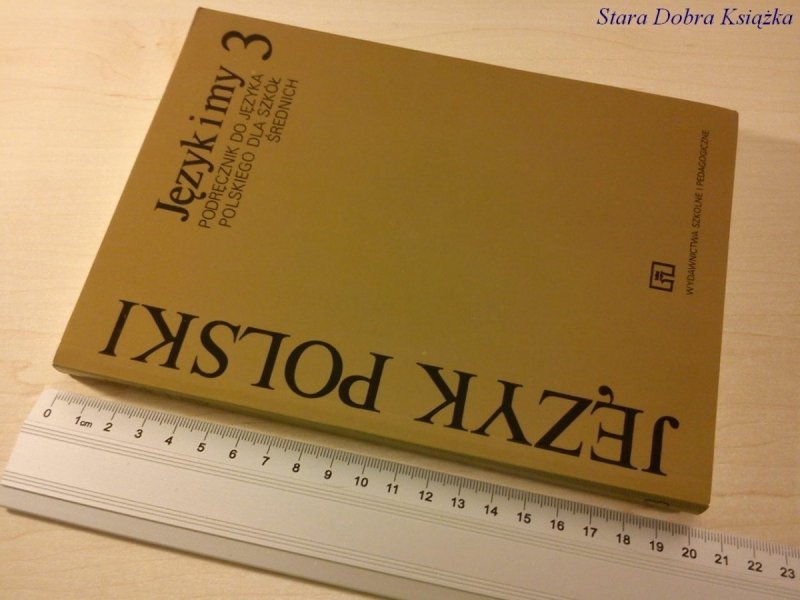 Stara Dobra Książka
Język i my 3
PODRĘCZNIK DO JĘZYKA
POLSKIEGO DLA SZKÓŁ
ŚREDNICH
JĘZYK POLSKI
WYDAWNICTWA SZKOLNE I PEDAGOGICZNE
0 1cm 2 3 4 5 6 7 8 9 10 11 12 13 14 15 16 17 18 19 20 21 22 23